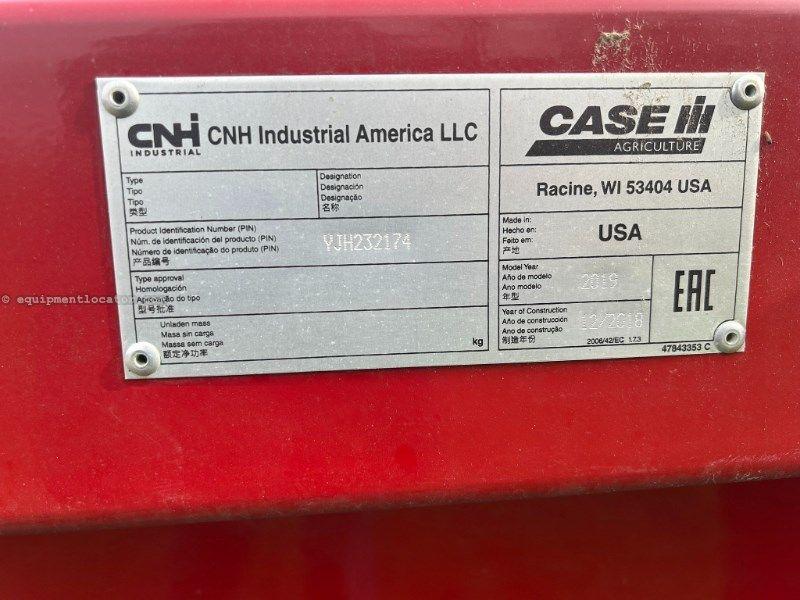 CNH
INDUSTRIAL
CNH Industrial America LLC
CASE IH
AGRICULTURE
Racine, WI 53404 USA
Type
Tipo
Tipo
类型
Designation
Designación
Designação
名称
Product Identification Number (PIN)
Núm. de identificación del producto (PIN)
Número de identificação do produto (PIN)
产品编号
YJH232174
Made in:
Hecho en:
Feito em:
产地
USA
Type approval
Homologación
Aprovação do tipo
型号批准
Model Year
Año de modelo
Ano modelo
年型
2019
EAC
Unladen mass
Masa sin carga
Massa sem carga
额定净功率
kg
Year of Construction
Año de construcción
Ano de construção
制造年份
12/2018
2006/42/EC 1.7.3
47843353 C
© equipmentlocator